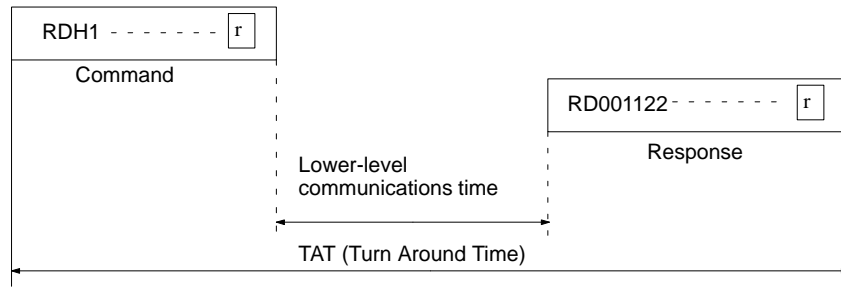 RDH1 - - - - - - - r
Command
RD001122 - - - - - - - r
Response
Lower-level
communications time
TAT (Turn Around Time)